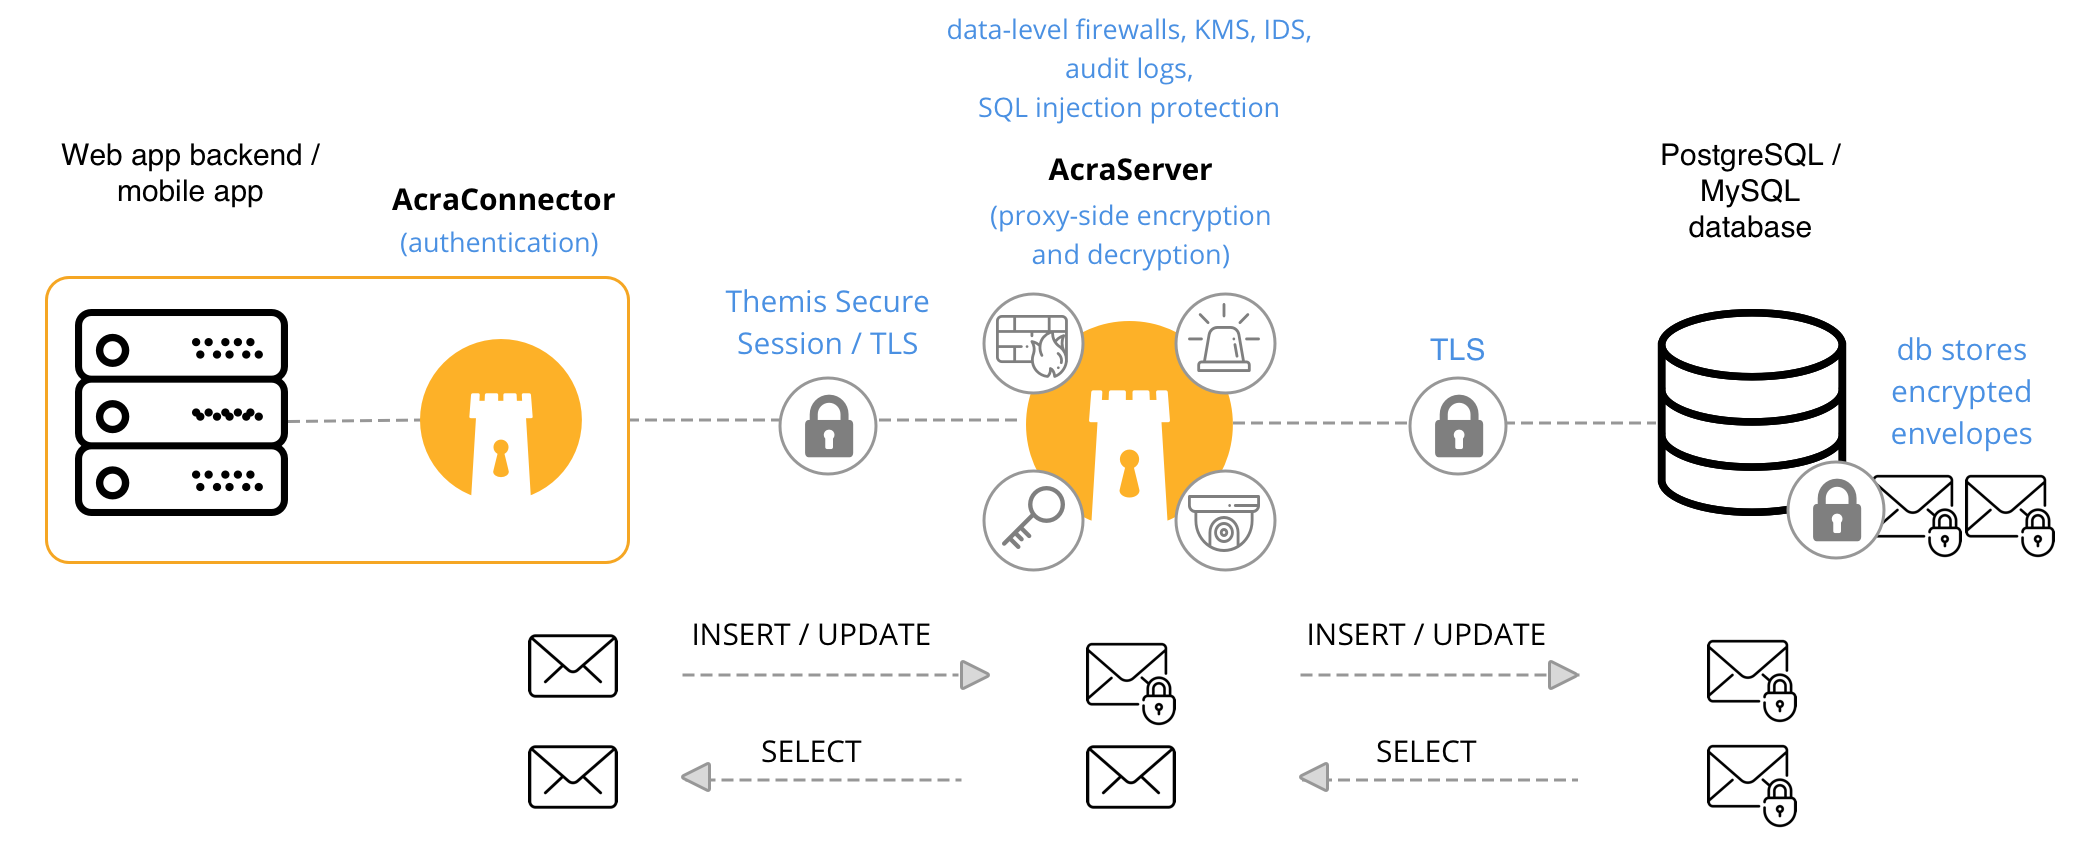 data-level firewalls, KMS, IDS,
audit logs,
SQL injection protection
Web app backend /
mobile app
AcraConnector
(authentication)
AcraServer
(proxy-side encryption
and decryption)
PostgreSQL /
MySQL
database
Themis Secure
Session / TLS
TLS
db stores
encrypted
envelopes
INSERT / UPDATE
INSERT / UPDATE
SELECT
SELECT